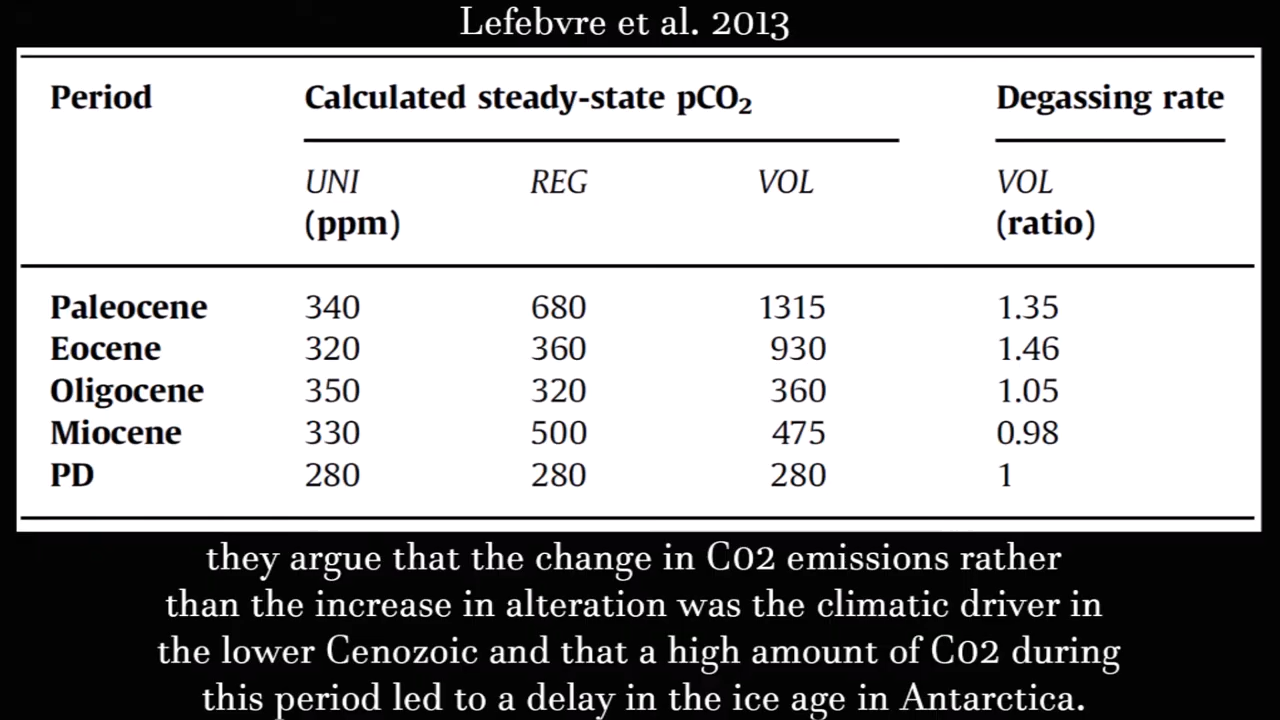 Lefebvre et al. 2013
Period Calculated steady-state pCO₂ Degassing rate
UNI REG VOL VOL
(ppm) (ratio)
Paleocene 340 680 1315 1.35
Eocene 320 360 930 1.46
Oligocene 350 320 360 1.05
Miocene 330 500 475 0.98
PD 280 280 280 1
they argue that the change in C02 emissions rather
than the increase in alteration was the climatic driver in
the lower Cenozoic and that a high amount of C02 during
this period led to a delay in the ice age in Antarctica.